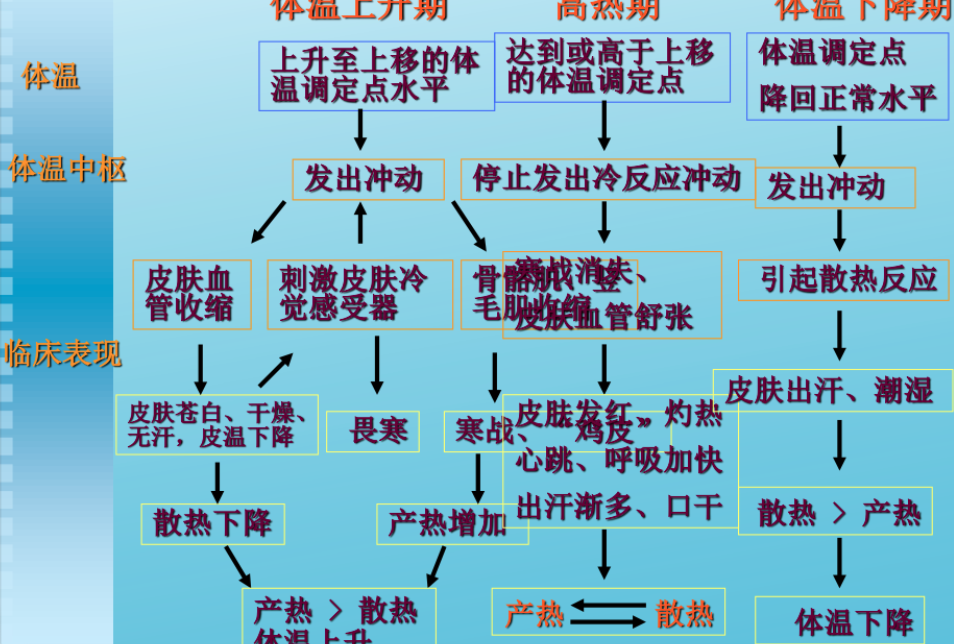 体温上升期
高热期
体温下降期
体温
上升至上移的体
温调定点水平
达到或高于上移
的体温调定点
体温调定点
降回正常水平
体温中枢
发出冲动
停止发出冷反应冲动
发出冲动
皮肤血
管收缩
刺激皮肤冷
觉感受器
骨骼肌、竖
毛肌收缩
寒战消失、
皮肤血管舒张
引起散热反应
临床表现
皮肤苍白、干燥、
无汗，皮温下降
畏寒
寒战、“鸡皮”
皮肤发红、灼热
心跳、呼吸加快
出汗渐多、口干
皮肤出汗、潮湿
散热下降
产热增加
散热 > 产热
产热 > 散热
体温上升
产热
散热
体温下降